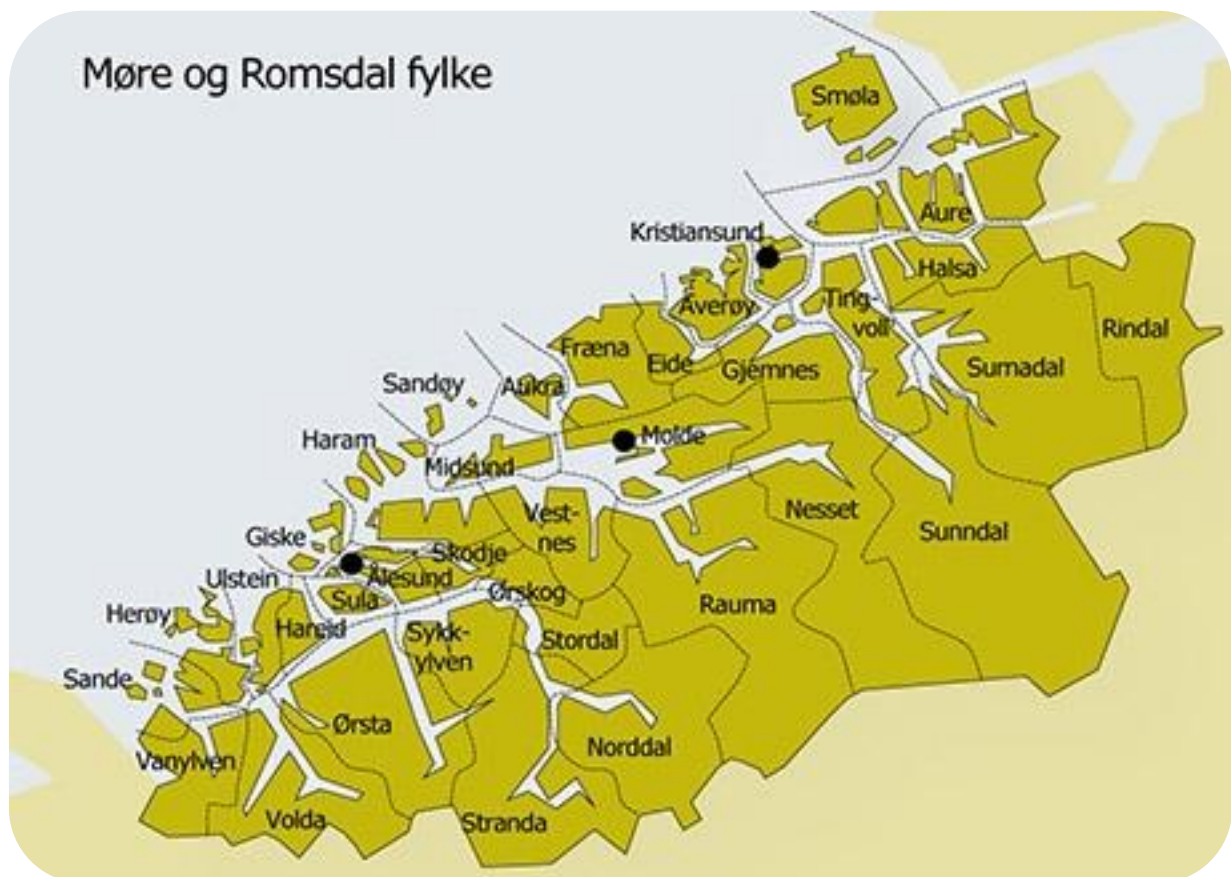 Møre og Romsdal fylke
Smøla
Aure
Kristiansund
Halsa
Averøy
Ting-
voll
Rindal
Fræna
Eide
Gjemnes
Surnadal
Sandøy
Aukra
Haram
Molde
Midsund
Vest-
nes
Nesset
Sunndal
Giske
Skodje
Ålesund
Ulstein
Sula
Ørskog
Rauma
Herøy
Hareid
Sykk-
ylven
Stordal
Sande
Ørsta
Norddal
Vanylven
Volda
Stranda